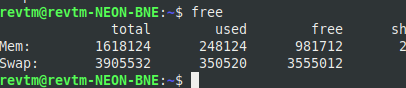 revtm@revtm-NEON-BNE:~$ free
total used free sh
Mem: 1618124 248124 981712 2
Swap: 3905532 350520 3555012
revtm@revtm-NEON-BNE:~$